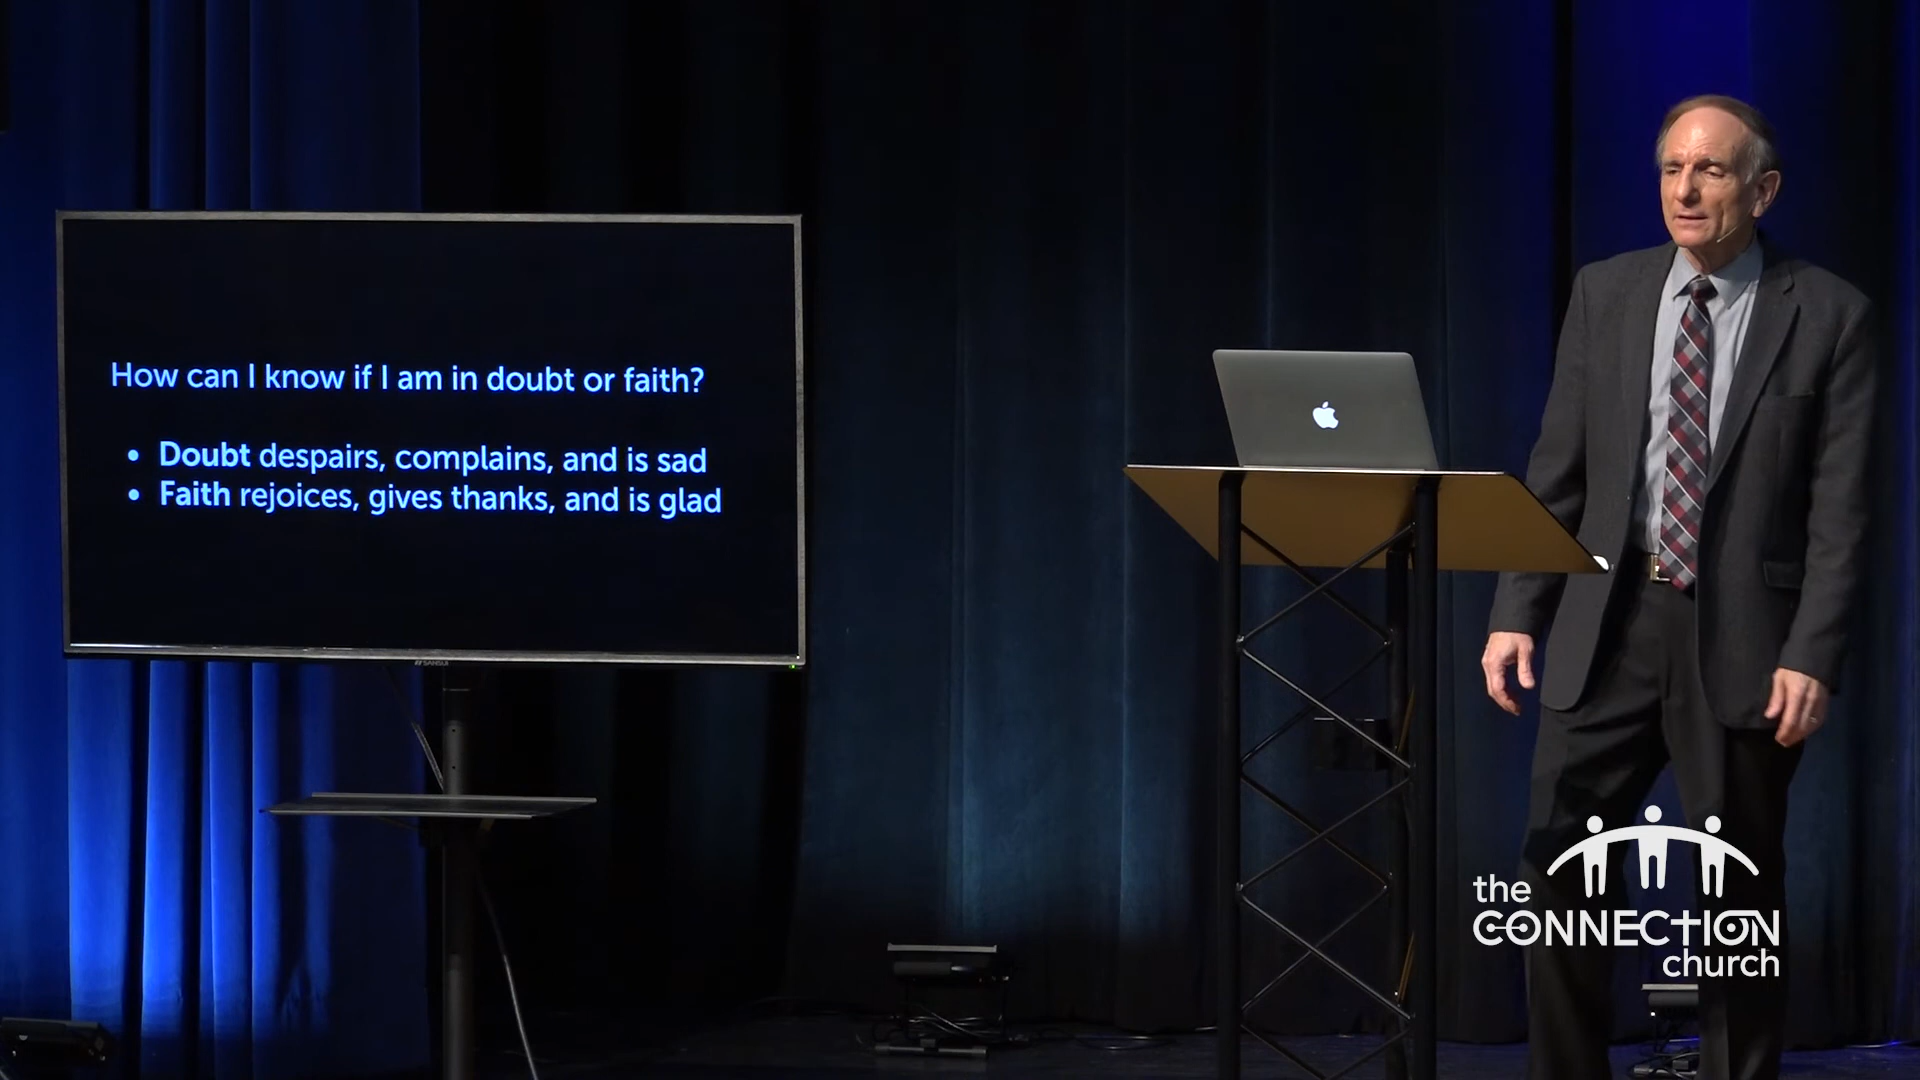 How can I know if I am in doubt or faith?
• Doubt despairs, complains, and is sad
• Faith rejoices, gives thanks, and is glad
SANSUI
the
CONNECTION
church